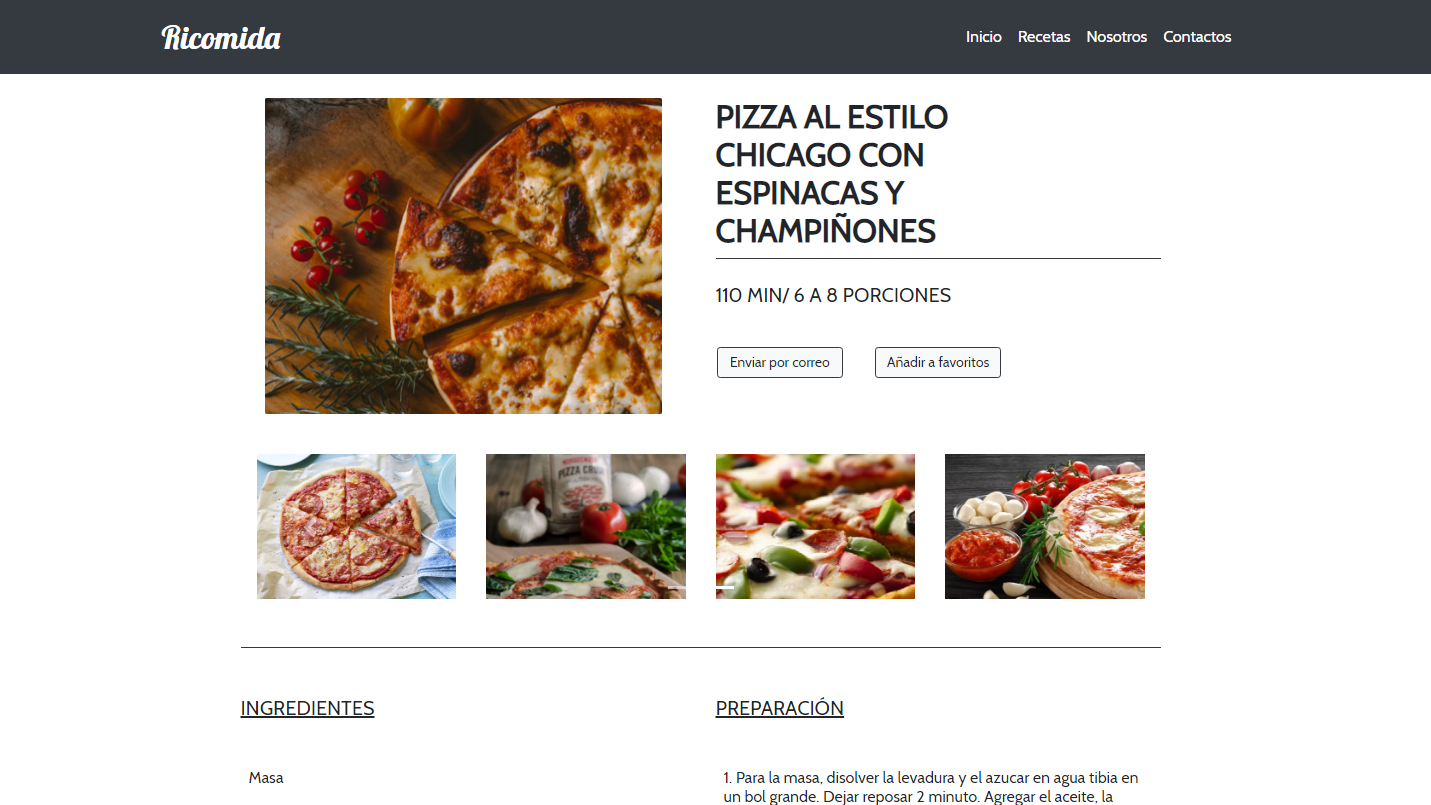 Ricomida
Inicio Recetas Nosotros Contactos
PIZZA AL ESTILO
CHICAGO CON
ESPINACAS Y
CHAMPIÑONES
110 MIN/ 6 A 8 PORCIONES
Enviar por correo
Añadir a favoritos
PIZZA CRUST
INGREDIENTES
Masa
PREPARACIÓN
1. Para la masa, disolver la levadura y el azucar en agua tibia en
un bol grande. Dejar reposar 2 minuto. Agregar el aceite, la